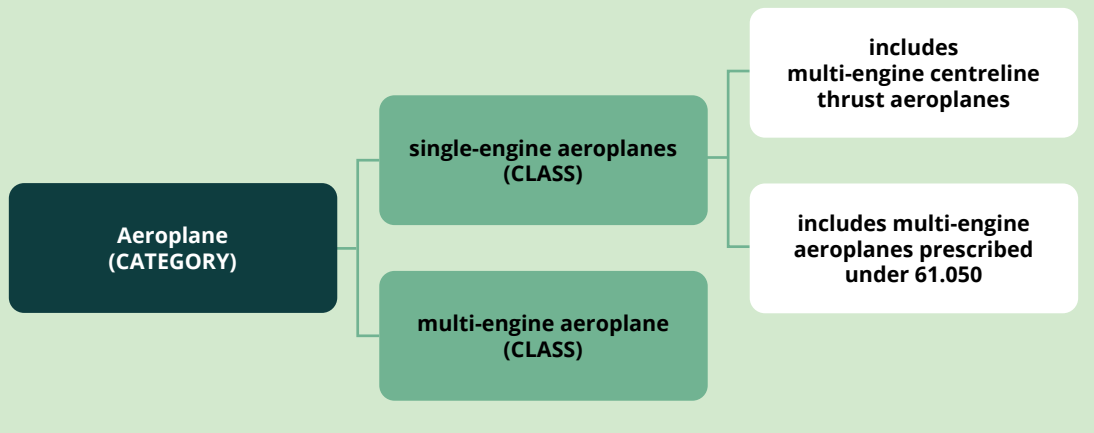 Aeroplane
(CATEGORY)
single-engine aeroplanes
(CLASS)
multi-engine aeroplane
(CLASS)
includes
multi-engine centreline
thrust aeroplanes
includes multi-engine
aeroplanes prescribed
under 61.050